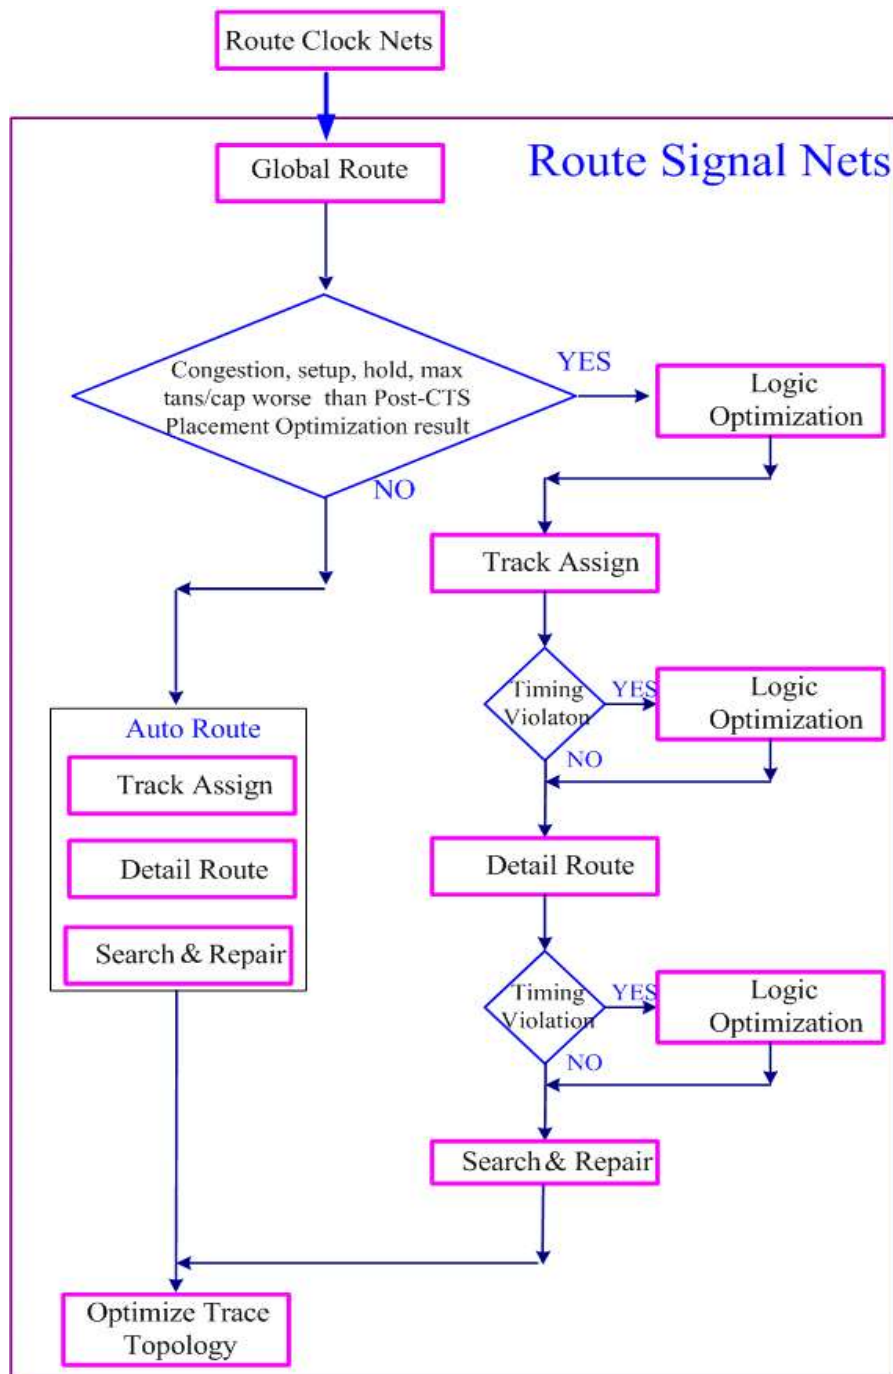 Route Clock Nets
Route Signal Nets
Global Route
Congestion, setup, hold, max
tans/cap worse than Post-CTS
Placement Optimization result
YES
Logic
Optimization
NO
Track Assign
Timing
Violaton
YES
Logic
Optimization
NO
Auto Route
Track Assign
Detail Route
Search & Repair
Detail Route
Timing
Violation
YES
Logic
Optimization
NO
Search & Repair
Optimize Trace
Topology